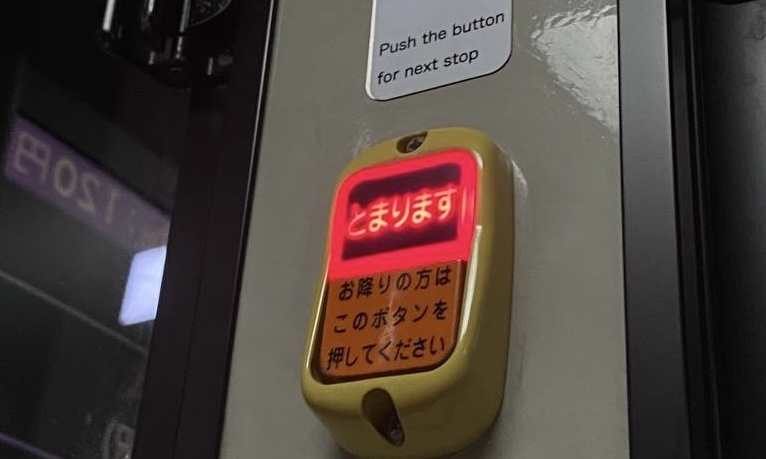 Push the button
for next stop
とまります
お降りの方は
このボタンを
押してください
120円